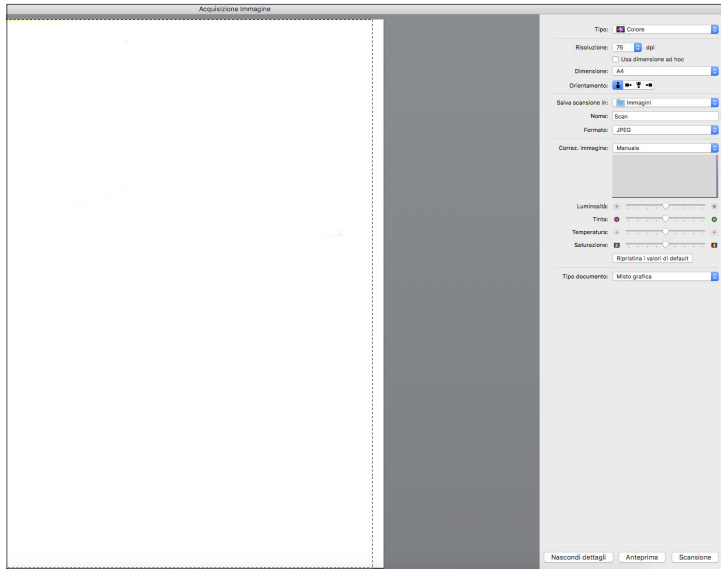 Acquisizione Immagine
Tipo: Colore
Risoluzione: 75 dpi
Usa dimensione ad hoc
Dimensione: A4
Orientamento:
Salva scansione in: Immagini
Nome: Scan
Formato: JPEG
Correz. immagine: Manuale
Luminosità:
Tinta:
Temperatura:
Saturazione:
Ripristina i valori di default
Tipo documento: Misto grafica
Nascondi dettagli Anteprima Scansione